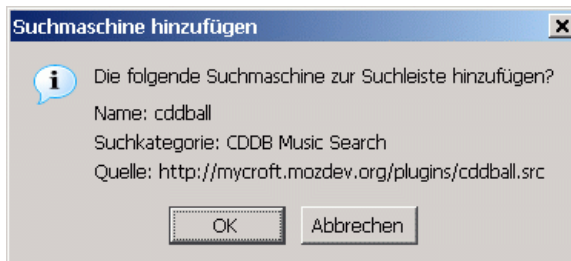 Suchmaschine hinzufügen
Die folgende Suchmaschine zur Suchleiste hinzufügen?
Name: cddball
Suchkategorie: CDDB Music Search
Quelle: http://mycroft.mozdev.org/plugins/cddball.src
OK Abbrechen